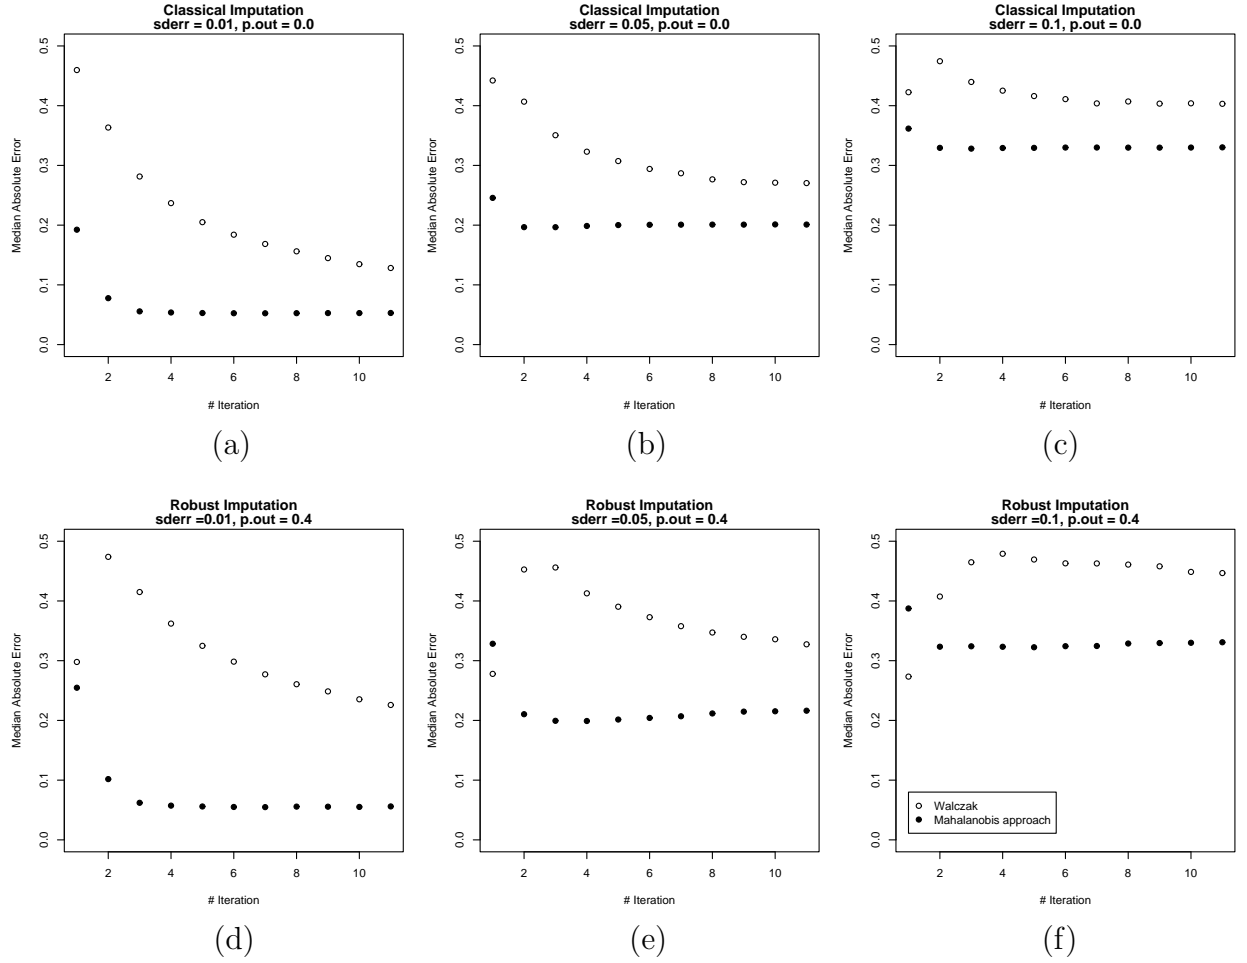 Classical Imputation
sderr = 0.01, p.out = 0.0
Median Absolute Error
0.0 0.1 0.2 0.3 0.4 0.5
2 4 6 8 10
# Iteration
(a)
Classical Imputation
sderr = 0.05, p.out = 0.0
Median Absolute Error
0.0 0.1 0.2 0.3 0.4 0.5
2 4 6 8 10
# Iteration
(b)
Classical Imputation
sderr = 0.1, p.out = 0.0
Median Absolute Error
0.0 0.1 0.2 0.3 0.4 0.5
2 4 6 8 10
# Iteration
(c)
Robust Imputation
sderr =0.01, p.out = 0.4
Median Absolute Error
0.0 0.1 0.2 0.3 0.4 0.5
2 4 6 8 10
# Iteration
(d)
Robust Imputation
sderr =0.05, p.out = 0.4
Median Absolute Error
0.0 0.1 0.2 0.3 0.4 0.5
2 4 6 8 10
# Iteration
(e)
Robust Imputation
sderr =0.1, p.out = 0.4
Median Absolute Error
0.0 0.1 0.2 0.3 0.4 0.5
Walczak
Mahalanobis approach
2 4 6 8 10
# Iteration
(f)